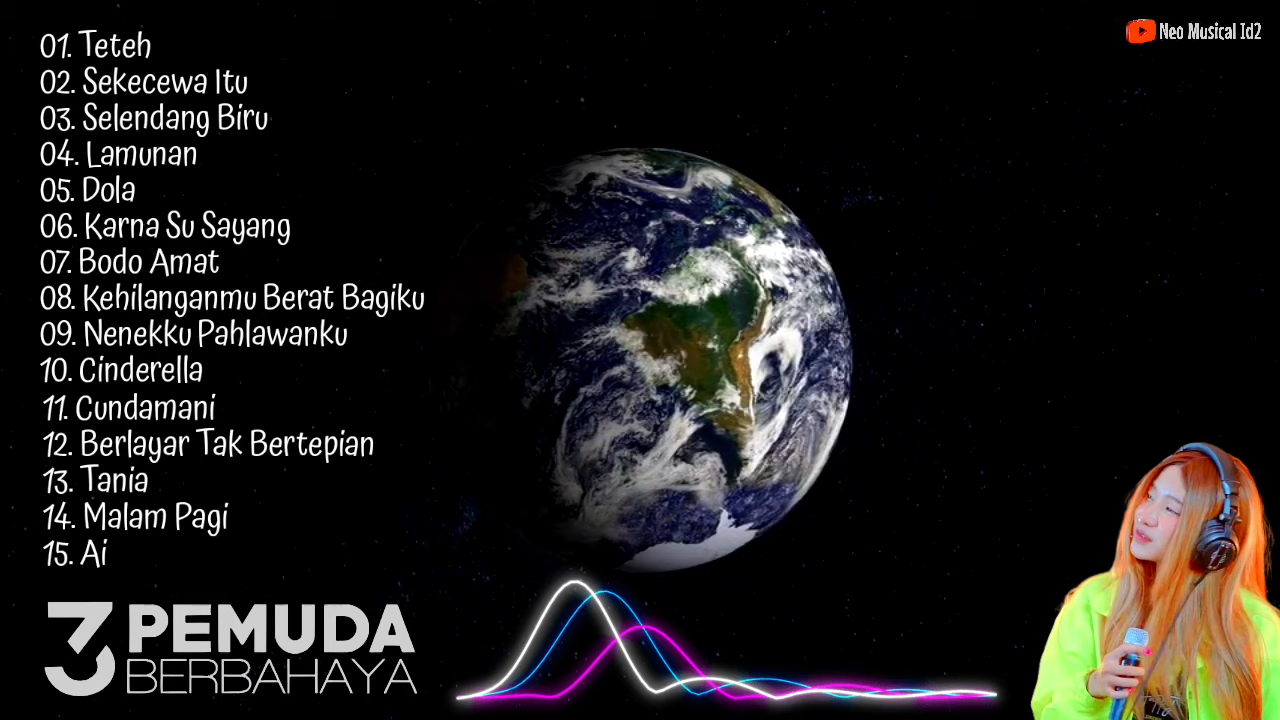 01. Teteh
02. Sekecewa Itu
03. Selendang Biru
04. Lamunan
05. Dola
06. Karna Su Sayang
07. Bodo Amat
08. Kehilanganmu Berat Bagiku
09. Nenekku Pahlawanku
10. Cinderella
11. Cundamani
12. Berlayar Tak Bertepian
13. Tania
14. Malam Pagi
15. Ai
3 PEMUDA
BERBAHAYA
Neo Musical Id2